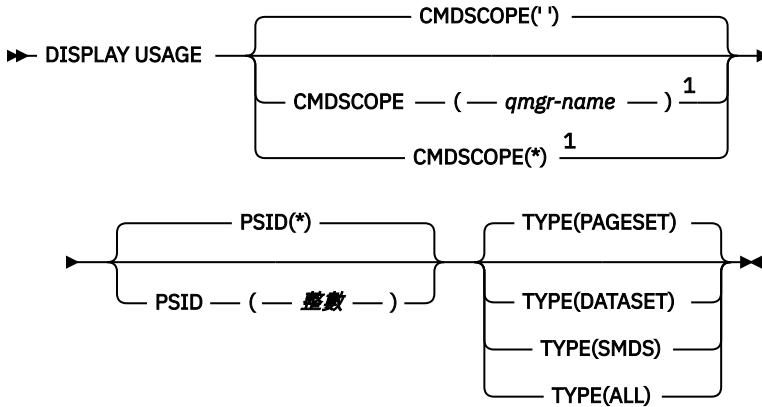 CMDSCOPE(' ')
DISPLAY USAGE
CMDSCOPE ( qmgr-name ) 1
CMDSCOPE(*) 1
PSID(*)
PSID ( 整數 )
TYPE(PAGESET)
TYPE(DATASET)
TYPE(SMDS)
TYPE(ALL)